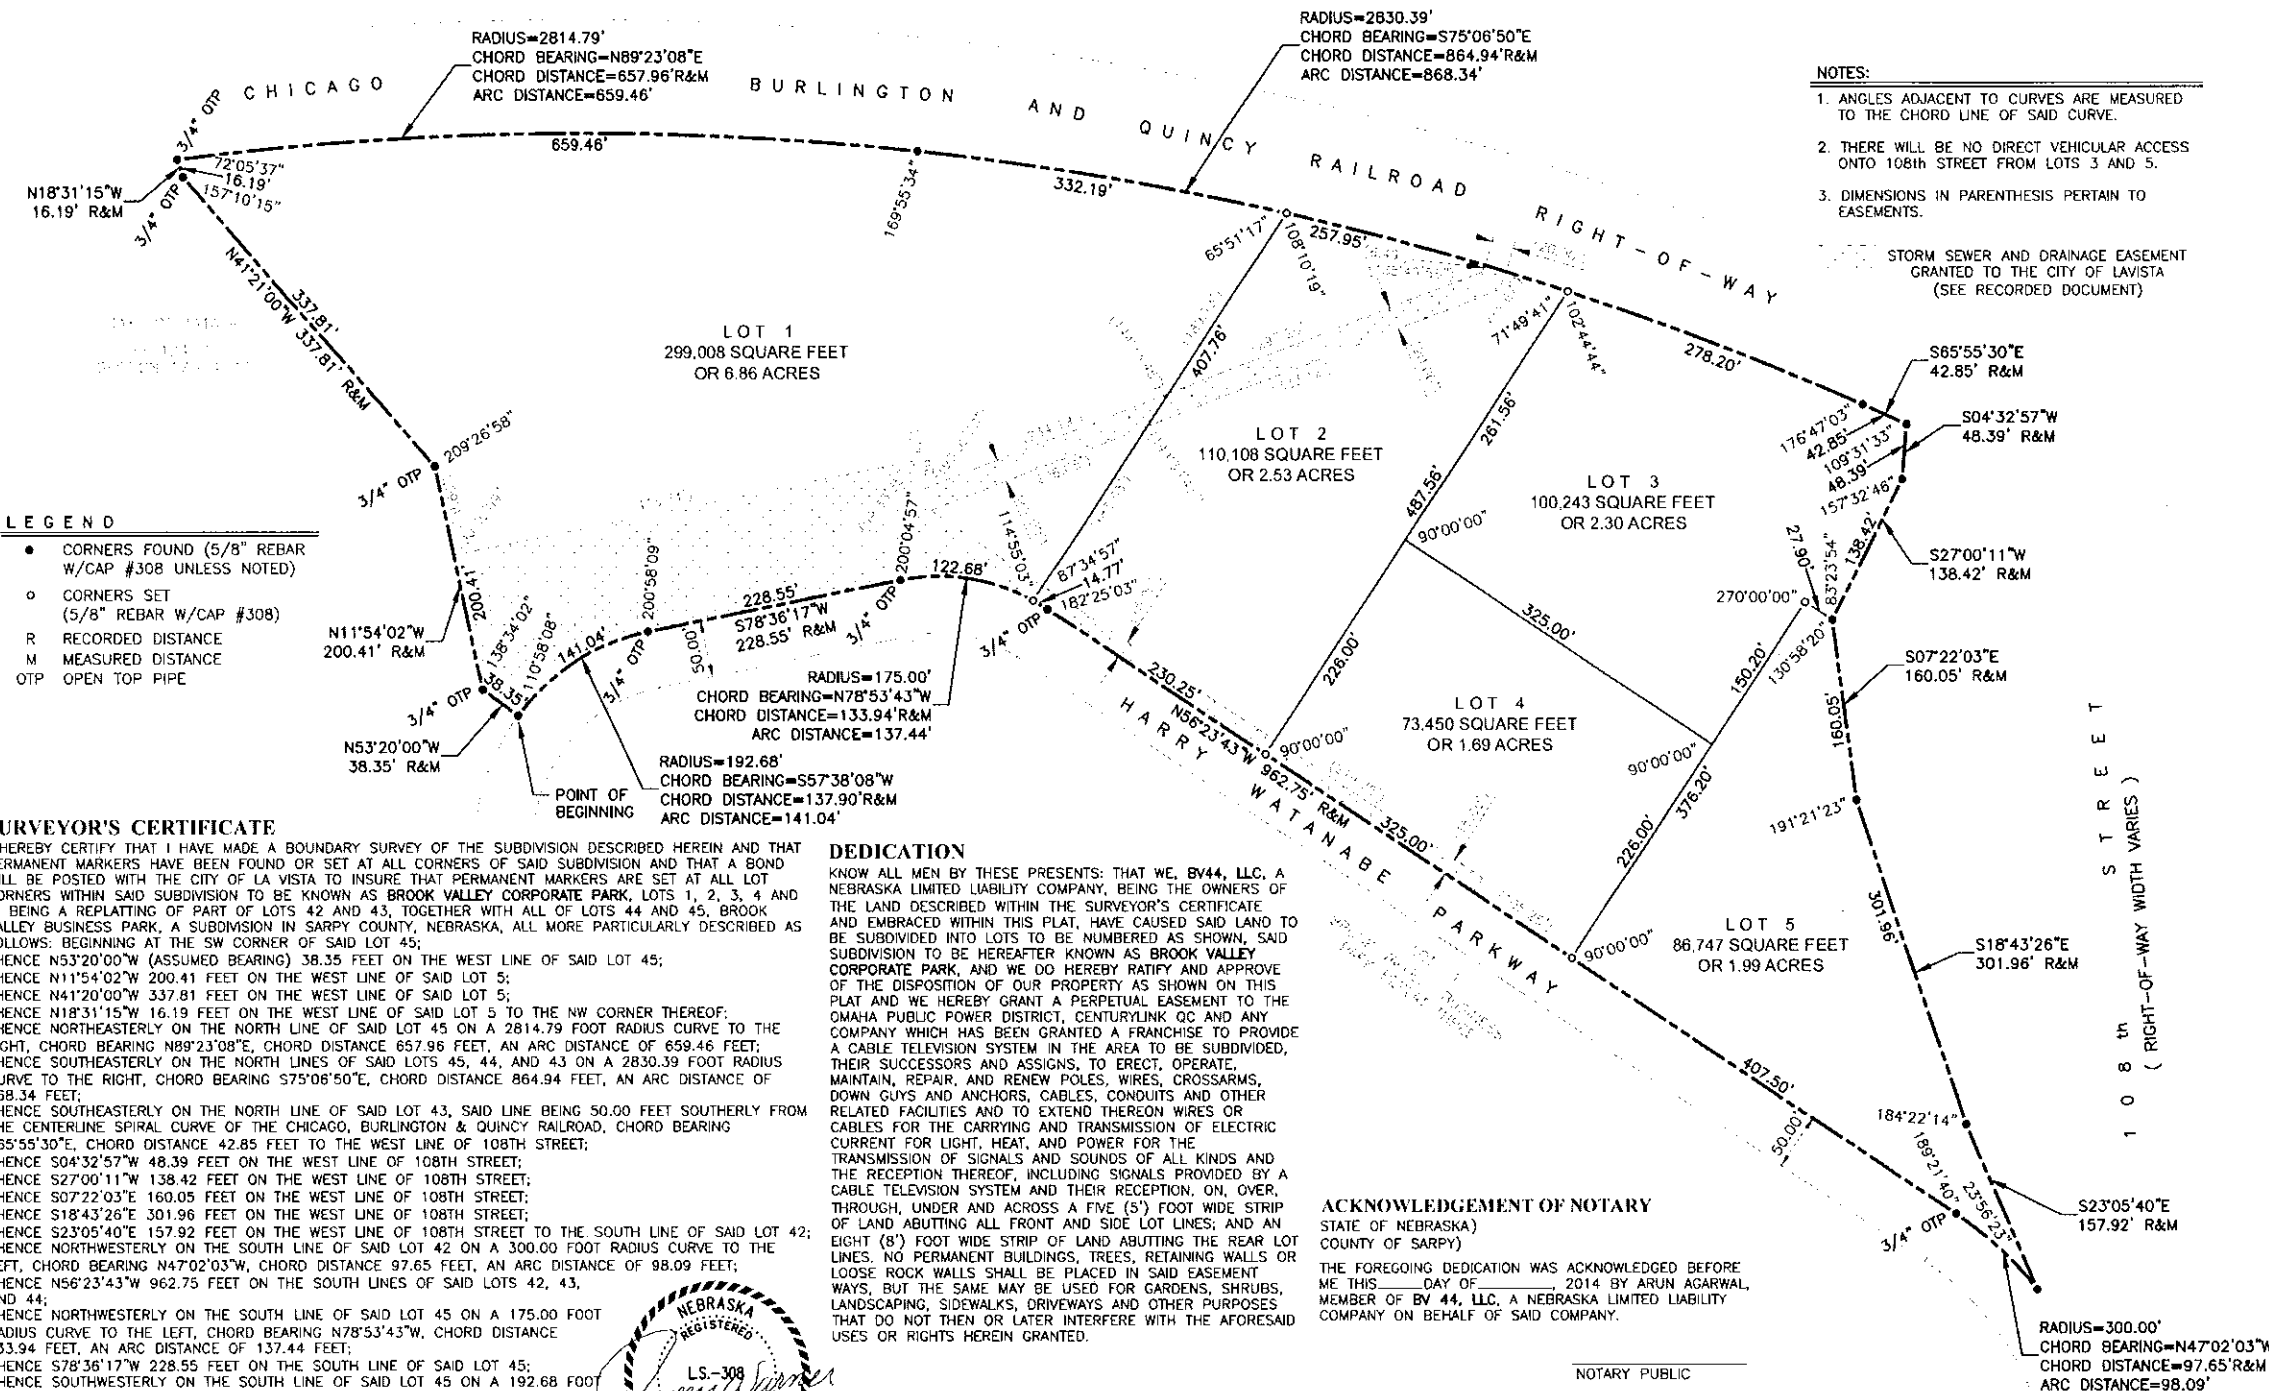 RADIUS=2814.79'
CHORD BEARING=N89°23'08"E
CHORD DISTANCE=657.96'R&M
ARC DISTANCE=659.46'
RADIUS=2830.39'
CHORD BEARING=S75°06'50"E
CHORD DISTANCE=864.94'R&M
ARC DISTANCE=868.34'
CHICAGO BURLINGTON AND QUINCY RAILROAD RIGHT-OF-WAY
NOTES:
1. ANGLES ADJACENT TO CURVES ARE MEASURED
TO THE CHORD LINE OF SAID CURVE.
2. THERE WILL BE NO DIRECT VEHICULAR ACCESS
ONTO 108th STREET FROM LOTS 3 AND 5.
3. DIMENSIONS IN PARENTHESIS PERTAIN TO
EASEMENTS.
STORM SEWER AND DRAINAGE EASEMENT
GRANTED TO THE CITY OF LAVISTA
(SEE RECORDED DOCUMENT)
3/4" OTP
72°05'37"
16.19'
157°10'15"
N18°31'15"W
16.19' R&M
3/4" OTP
659.46'
169°55'34"
332.19'
65°51'17"
108°10'19"
257.95'
71°49'41"
102°44'44"
278.20'
337.81'
N41°21'00"W 337.81' R&M
LOT 1
299,008 SQUARE FEET
OR 6.86 ACRES
407.76'
LOT 2
110,108 SQUARE FEET
OR 2.53 ACRES
261.56'
487.56'
226.00'
LOT 3
100,243 SQUARE FEET
OR 2.30 ACRES
S65°55'30"E
42.85' R&M
176°47'03"
42.85'
109°31'33"
48.39'
157°32'46"
S04°32'57"W
48.39' R&M
138.42'
S27°00'11"W
138.42' R&M
27.90'
83°23'54"
270°00'00"
130°58'20"
90°00'00"
325.00'
150.20'
S07°22'03"E
160.05' R&M
160.05'
209°26'58"
3/4" OTP
LEGEND
● CORNERS FOUND (5/8" REBAR
W/CAP #308 UNLESS NOTED)
o CORNERS SET
(5/8" REBAR W/CAP #308)
R RECORDED DISTANCE
M MEASURED DISTANCE
OTP OPEN TOP PIPE
200.41'
N11°54'02"W
200.41' R&M
138°34'02"
110°58'08"
38.35'
3/4" OTP
N53°20'00"W
38.35' R&M
141.04'
3/4" OTP
200°58'09"
228.55'
S78°36'17"W
228.55' R&M
50.00'
3/4" OTP
200°04'57"
122.68'
114°55'03"
87°34'57"
14.77'
182°25'03"
3/4" OTP
RADIUS=175.00'
CHORD BEARING=N78°53'43"W
CHORD DISTANCE=133.94'R&M
ARC DISTANCE=137.44'
RADIUS=192.68'
CHORD BEARING=S57°38'08"W
CHORD DISTANCE=137.90'R&M
ARC DISTANCE=141.04'
POINT OF
BEGINNING
230.25'
N56°23'43"W 962.75' R&M
90°00'00"
325.00'
HARRY WATANABE PARKWAY
LOT 4
73,450 SQUARE FEET
OR 1.69 ACRES
90°00'00"
376.20'
226.00'
90°00'00"
191°21'23"
LOT 5
86,747 SQUARE FEET
OR 1.99 ACRES
301.96'
S18°43'26"E
301.96' R&M
108th STREET
( RIGHT-OF-WAY WIDTH VARIES )
407.50'
50.00'
184°22'14"
189°21'40"
23°56'23"
3/4" OTP
S23°05'40"E
157.92' R&M
RADIUS=300.00'
CHORD BEARING=N47°02'03"W
CHORD DISTANCE=97.65'R&M
ARC DISTANCE=98.09'
URVEYOR'S CERTIFICATE
HEREBY CERTIFY THAT I HAVE MADE A BOUNDARY SURVEY OF THE SUBDIVISION DESCRIBED HEREIN AND THAT
ERMANENT MARKERS HAVE BEEN FOUND OR SET AT ALL CORNERS OF SAID SUBDIVISION AND THAT A BOND
ILL BE POSTED WITH THE CITY OF LA VISTA TO INSURE THAT PERMANENT MARKERS ARE SET AT ALL LOT
ORNERS WITHIN SAID SUBDIVISION TO BE KNOWN AS BROOK VALLEY CORPORATE PARK, LOTS 1, 2, 3, 4 AND
BEING A REPLATTING OF PART OF LOTS 42 AND 43, TOGETHER WITH ALL OF LOTS 44 AND 45, BROOK
ALLEY BUSINESS PARK, A SUBDIVISION IN SARPY COUNTY, NEBRASKA, ALL MORE PARTICULARLY DESCRIBED AS
OLLOWS: BEGINNING AT THE SW CORNER OF SAID LOT 45;
HENCE N53°20'00"W (ASSUMED BEARING) 38.35 FEET ON THE WEST LINE OF SAID LOT 45;
HENCE N11°54'02"W 200.41 FEET ON THE WEST LINE OF SAID LOT 5;
HENCE N41°20'00"W 337.81 FEET ON THE WEST LINE OF SAID LOT 5;
HENCE N18°31'15"W 16.19 FEET ON THE WEST LINE OF SAID LOT 5 TO THE NW CORNER THEREOF;
HENCE NORTHEASTERLY ON THE NORTH LINE OF SAID LOT 45 ON A 2814.79 FOOT RADIUS CURVE TO THE
IGHT, CHORD BEARING N89°23'08"E, CHORD DISTANCE 657.96 FEET, AN ARC DISTANCE OF 659.46 FEET;
HENCE SOUTHEASTERLY ON THE NORTH LINES OF SAID LOTS 45, 44, AND 43 ON A 2830.39 FOOT RADIUS
URVE TO THE RIGHT, CHORD BEARING S75°06'50"E, CHORD DISTANCE 864.94 FEET, AN ARC DISTANCE OF
68.34 FEET;
HENCE SOUTHEASTERLY ON THE NORTH LINE OF SAID LOT 43, SAID LINE BEING 50.00 FEET SOUTHERLY FROM
HE CENTERLINE SPIRAL CURVE OF THE CHICAGO, BURLINGTON & QUINCY RAILROAD, CHORD BEARING
65°55'30"E, CHORD DISTANCE 42.85 FEET TO THE WEST LINE OF 108TH STREET;
HENCE S04°32'57"W 48.39 FEET ON THE WEST LINE OF 108TH STREET;
HENCE S27°00'11"W 138.42 FEET ON THE WEST LINE OF 108TH STREET;
HENCE S07°22'03"E 160.05 FEET ON THE WEST LINE OF 108TH STREET;
HENCE S18°43'26"E 301.96 FEET ON THE WEST LINE OF 108TH STREET;
HENCE S23°05'40"E 157.92 FEET ON THE WEST LINE OF 108TH STREET TO THE SOUTH LINE OF SAID LOT 42;
HENCE NORTHWESTERLY ON THE SOUTH LINE OF SAID LOT 42 ON A 300.00 FOOT RADIUS CURVE TO THE
EFT, CHORD BEARING N47°02'03"W, CHORD DISTANCE 97.65 FEET, AN ARC DISTANCE OF 98.09 FEET;
HENCE N56°23'43"W 962.75 FEET ON THE SOUTH LINES OF SAID LOTS 42, 43,
ND 44;
HENCE NORTHWESTERLY ON THE SOUTH LINE OF SAID LOT 45 ON A 175.00 FOOT
ADIUS CURVE TO THE LEFT, CHORD BEARING N78°53'43"W, CHORD DISTANCE
33.94 FEET, AN ARC DISTANCE OF 137.44 FEET;
HENCE S78°36'17"W 228.55 FEET ON THE SOUTH LINE OF SAID LOT 45;
HENCE SOUTHWESTERLY ON THE SOUTH LINE OF SAID LOT 45 ON A 192.68 FOOT
NEBRASKA
REGISTERED
LS.-308
DEDICATION
KNOW ALL MEN BY THESE PRESENTS: THAT WE, BV44, LLC, A
NEBRASKA LIMITED LIABILITY COMPANY, BEING THE OWNERS OF
THE LAND DESCRIBED WITHIN THE SURVEYOR'S CERTIFICATE
AND EMBRACED WITHIN THIS PLAT, HAVE CAUSED SAID LAND TO
BE SUBDIVIDED INTO LOTS TO BE NUMBERED AS SHOWN, SAID
SUBDIVISION TO BE HEREAFTER KNOWN AS BROOK VALLEY
CORPORATE PARK, AND WE DO HEREBY RATIFY AND APPROVE
OF THE DISPOSITION OF OUR PROPERTY AS SHOWN ON THIS
PLAT AND WE HEREBY GRANT A PERPETUAL EASEMENT TO THE
OMAHA PUBLIC POWER DISTRICT, CENTURYLINK QC AND ANY
COMPANY WHICH HAS BEEN GRANTED A FRANCHISE TO PROVIDE
A CABLE TELEVISION SYSTEM IN THE AREA TO BE SUBDIVIDED,
THEIR SUCCESSORS AND ASSIGNS, TO ERECT, OPERATE,
MAINTAIN, REPAIR, AND RENEW POLES, WIRES, CROSSARMS,
DOWN GUYS AND ANCHORS, CABLES, CONDUITS AND OTHER
RELATED FACILITIES AND TO EXTEND THEREON WIRES OR
CABLES FOR THE CARRYING AND TRANSMISSION OF ELECTRIC
CURRENT FOR LIGHT, HEAT, AND POWER FOR THE
TRANSMISSION OF SIGNALS AND SOUNDS OF ALL KINDS AND
THE RECEPTION THEREOF, INCLUDING SIGNALS PROVIDED BY A
CABLE TELEVISION SYSTEM AND THEIR RECEPTION, ON, OVER,
THROUGH, UNDER AND ACROSS A FIVE (5') FOOT WIDE STRIP
OF LAND ABUTTING ALL FRONT AND SIDE LOT LINES; AND AN
EIGHT (8') FOOT WIDE STRIP OF LAND ABUTTING THE REAR LOT
LINES. NO PERMANENT BUILDINGS, TREES, RETAINING WALLS OR
LOOSE ROCK WALLS SHALL BE PLACED IN SAID EASEMENT
WAYS, BUT THE SAME MAY BE USED FOR GARDENS, SHRUBS,
LANDSCAPING, SIDEWALKS, DRIVEWAYS AND OTHER PURPOSES
THAT DO NOT THEN OR LATER INTERFERE WITH THE AFORESAID
USES OR RIGHTS HEREIN GRANTED.
ACKNOWLEDGEMENT OF NOTARY
STATE OF NEBRASKA)
COUNTY OF SARPY)
THE FOREGOING DEDICATION WAS ACKNOWLEDGED BEFORE
ME THIS____DAY OF________, 2014 BY ARUN AGARWAL,
MEMBER OF BV 44, LLC, A NEBRASKA LIMITED LIABILITY
COMPANY ON BEHALF OF SAID COMPANY.
NOTARY PUBLIC